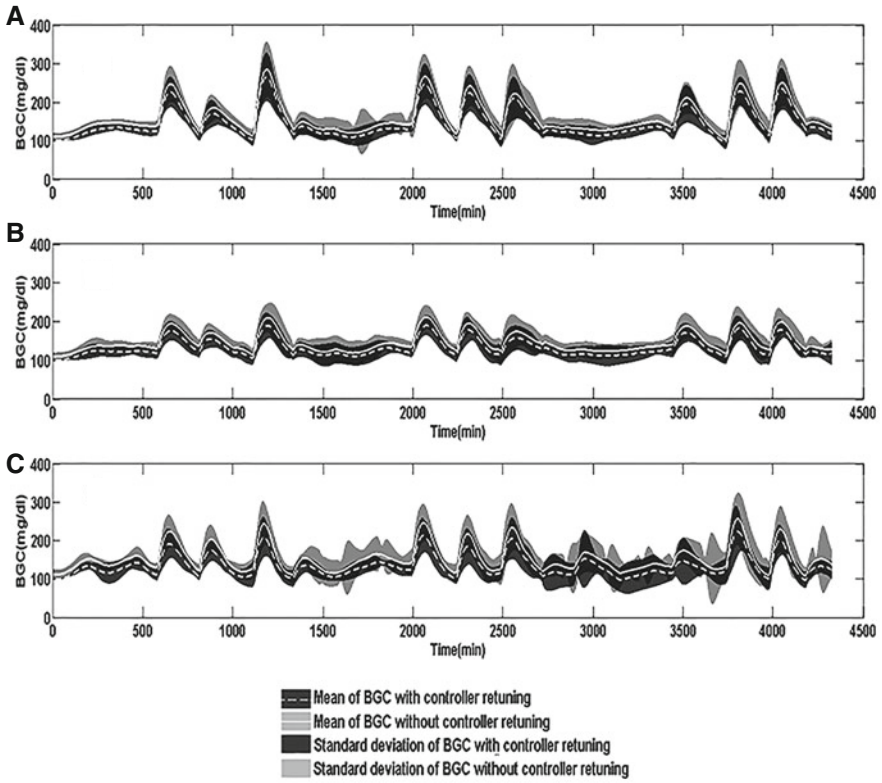 A
400
300
200
100
0
BGC(mg/dl)
0 500 1000 1500 2000 2500 3000 3500 4000 4500
Time(min)
B
400
300
200
100
0
BGC(mg/dl)
0 500 1000 1500 2000 2500 3000 3500 4000 4500
Time(min)
C
400
300
200
100
0
BGC(mg/dl)
0 500 1000 1500 2000 2500 3000 3500 4000 4500
Time(min)
Mean of BGC with controller retuning
Mean of BGC without controller retuning
Standard deviation of BGC with controller retuning
Standard deviation of BGC without controller retuning